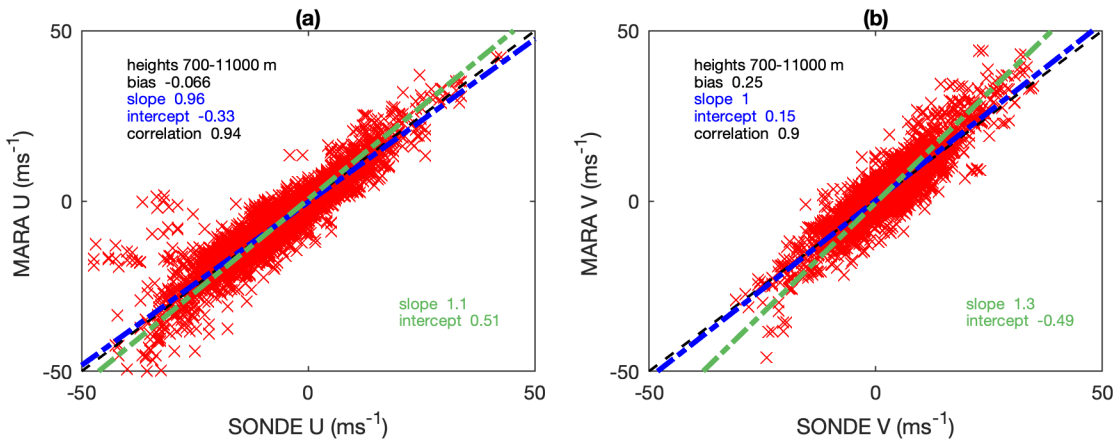 (a)
50
0
-50
-50
0
50
MARA U (ms-1)
SONDE U (ms-1)
heights 700-11000 m
bias -0.066
slope 0.96
intercept -0.33
correlation 0.94
slope 1.1
intercept 0.51
(b)
50
0
-50
-50
0
50
MARA V (ms-1)
SONDE V (ms-1)
heights 700-11000 m
bias 0.25
slope 1
intercept 0.15
correlation 0.9
slope 1.3
intercept -0.49